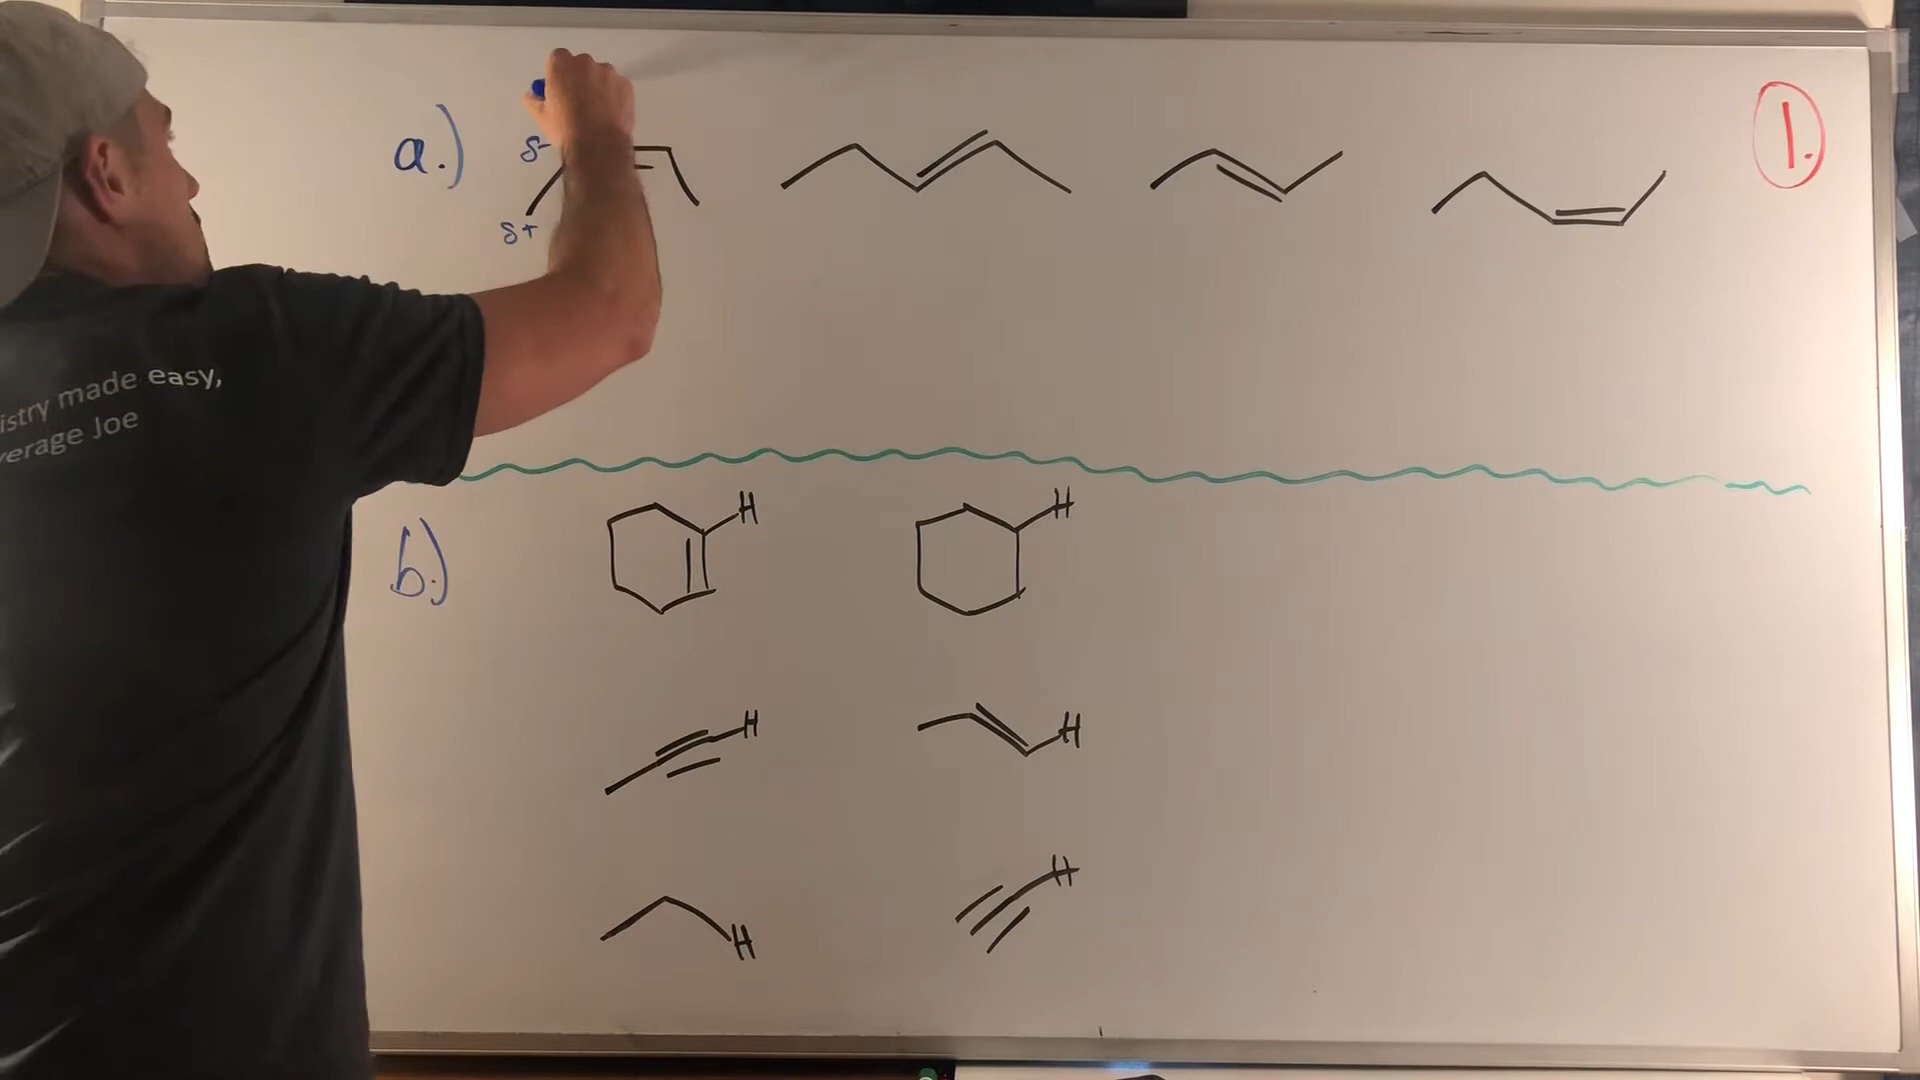 a.)
δ-
δ+
1.
istry made easy,
verage Joe
b.)
H
H
H
H
H
H